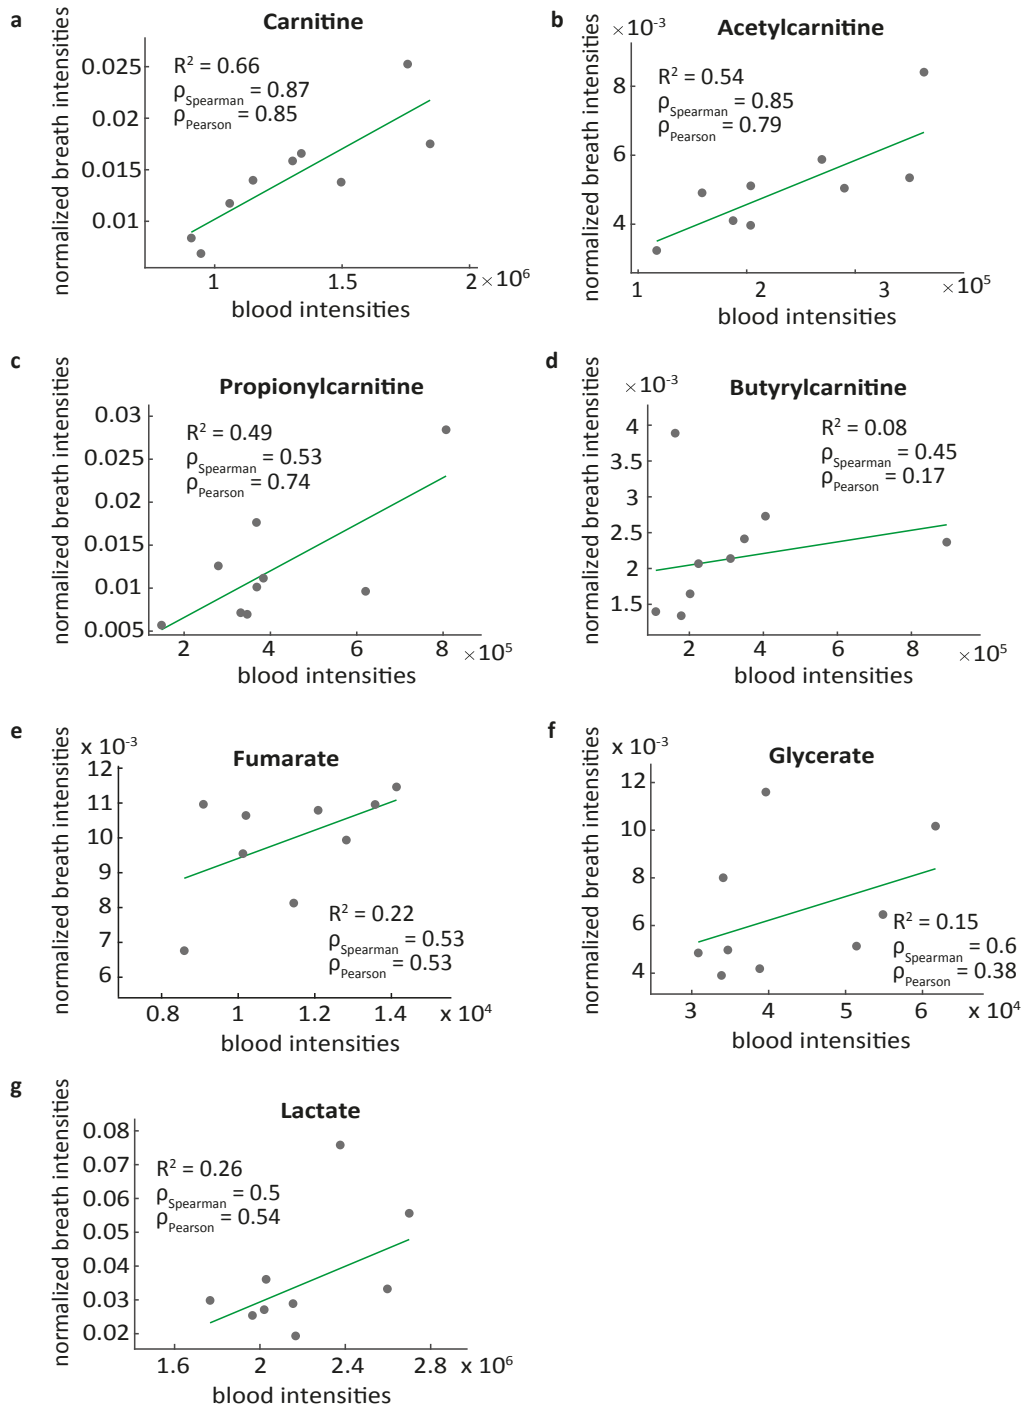 a
Carnitine
normalized breath intensities
0.025
0.02
0.015
0.01
R² = 0.66
ρSpearman = 0.87
ρPearson = 0.85
1 1.5 2 ×10⁶
blood intensities
b
×10⁻³
Acetylcarnitine
normalized breath intensities
8
6
4
R² = 0.54
ρSpearman = 0.85
ρPearson = 0.79
1 2 3 ×10⁵
blood intensities
c
Propionylcarnitine
normalized breath intensities
0.03
0.02
0.01
0.005
R² = 0.49
ρSpearman = 0.53
ρPearson = 0.74
2 4 6 8 ×10⁵
blood intensities
d
×10⁻³
Butyrylcarnitine
normalized breath intensities
4
3.5
3
2.5
2
1.5
R² = 0.08
ρSpearman = 0.45
ρPearson = 0.17
2 4 6 8 ×10⁵
blood intensities
e
x 10⁻³
Fumarate
normalized breath intensities
12
11
10
9
8
7
6
R² = 0.22
ρSpearman = 0.53
ρPearson = 0.53
0.8 1 1.2 1.4 x 10⁴
blood intensities
f
x 10⁻³
Glycerate
normalized breath intensities
12
10
8
6
4
R² = 0.15
ρSpearman = 0.6
ρPearson = 0.38
3 4 5 6 x 10⁴
blood intensities
g
Lactate
normalized breath intensities
0.08
0.07
0.06
0.05
0.04
0.03
0.02
R² = 0.26
ρSpearman = 0.5
ρPearson = 0.54
1.6 2 2.4 2.8 x 10⁶
blood intensities